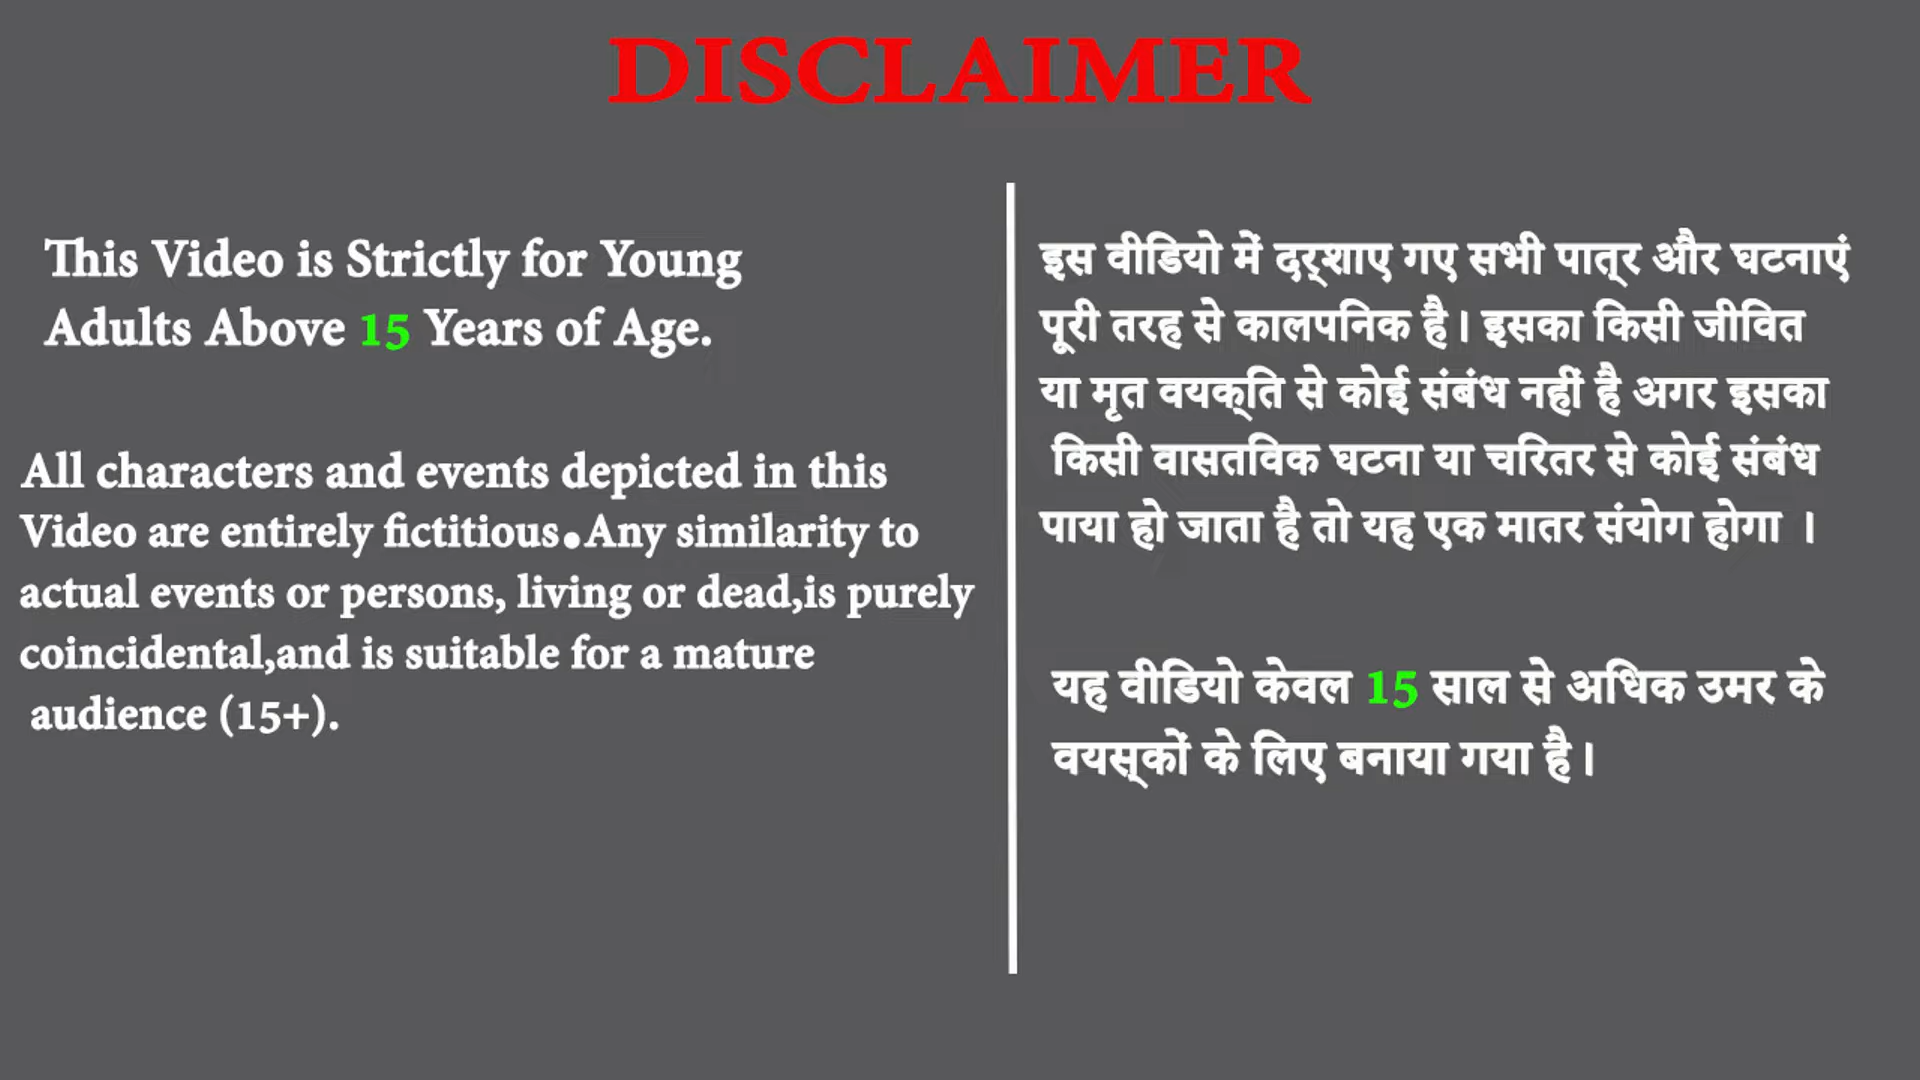 DISCLAIMER
This Video is Strictly for Young
Adults Above 15 Years of Age.
All characters and events depicted in this
Video are entirely fictitious.Any similarity to
actual events or persons, living or dead,is purely
coincidental,and is suitable for a mature
audience (15+).
इस वीडियो में दर्‌शाए गए सभी पात्‌र और घटनाएं
पूरी तरह से कालपनिक है। इसका किसी जीवित
या मृत वयक्‌ति से कोई संबंध नहीं है अगर इसका
किसी वासतविक घटना या चरितर से कोई संबंध
पाया हो जाता है तो यह एक मातर संयोग होगा ।
यह वीडियो केवल 15 साल से अधिक उमर के
वयस्‌कों के लिए बनाया गया है।